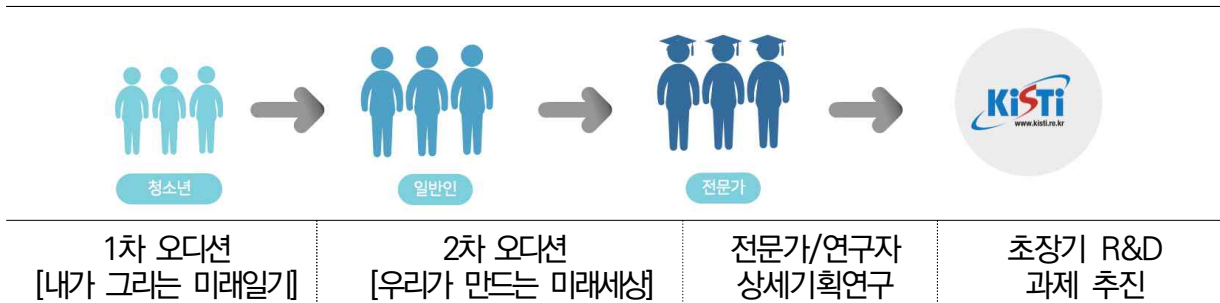 KiSTi
www.kisti.re.kr
청소년
일반인
전문가
1차 오디션
[내가 그리는 미래일기]
2차 오디션
[우리가 만드는 미래세상]
전문가/연구자
상세기획연구
초장기 R&D
과제 추진